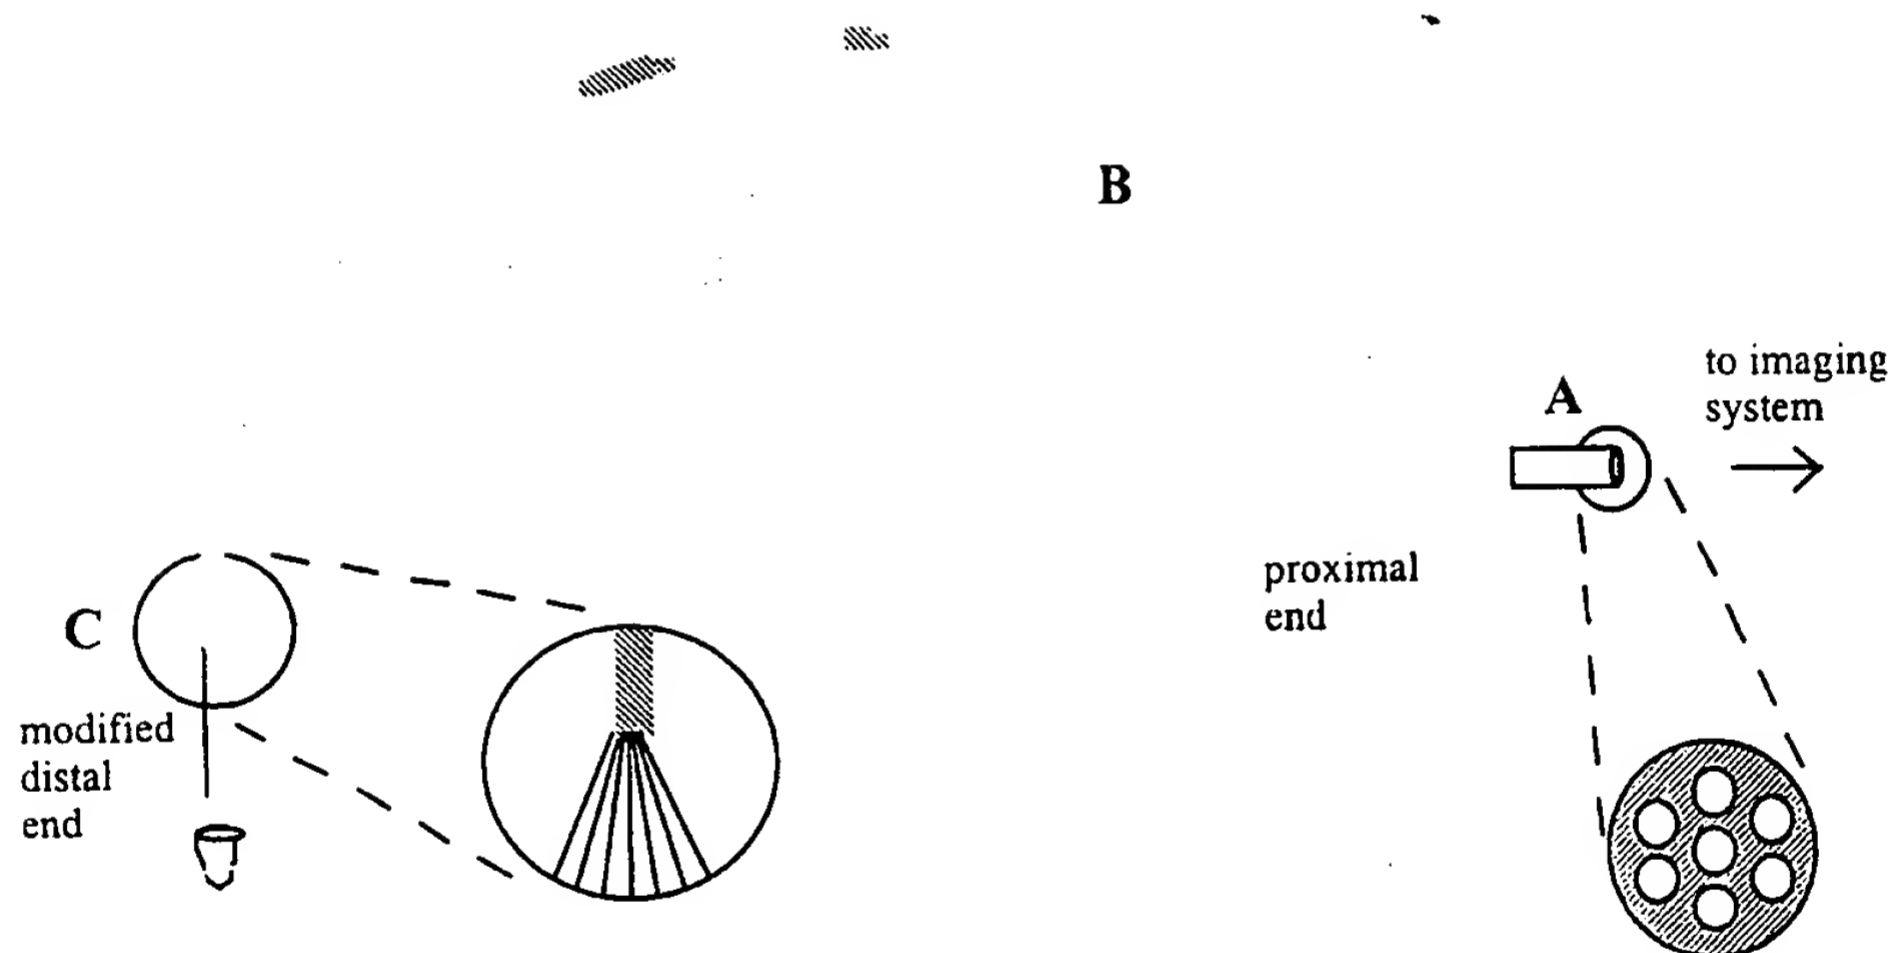 B
to imaging
system
A
proximal
end
C
modified
distal
end